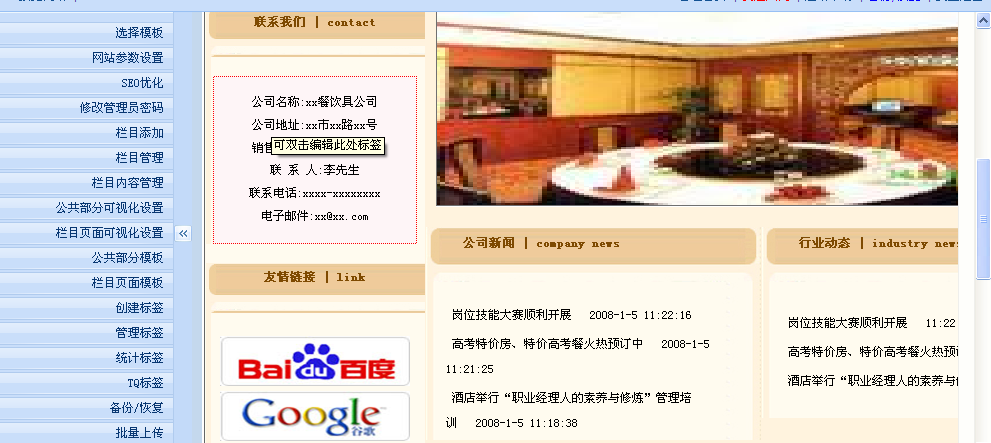 选择模板
网站参数设置
SEO优化
修改管理员密码
栏目添加
栏目管理
栏目内容管理
公共部分可视化设置
栏目页面可视化设置
公共部分模板
栏目页面模板
创建标签
管理标签
统计标签
TQ标签
备份/恢复
批量上传
«
联系我们 | contact
公司名称:xx餐饮具公司
公司地址:xx市xx路xx号
销售
可双击编辑此处标签
联 系 人:李先生
联系电话:xxxx-xxxxxxxx
电子邮件:xx@xx.com
友情链接 | link
Bai du 百度
Google 谷歌
公司新闻 | company news
岗位技能大赛顺利开展 2008-1-5 11:22:16
高考特价房、特价高考餐火热预订中 2008-1-5
11:21:25
酒店举行“职业经理人的素养与修炼”管理培
训 2008-1-5 11:18:38
行业动态 | industry news
岗位技能大赛顺利开展 11:22
高考特价房、特价高考餐火热预订
酒店举行“职业经理人的素养与